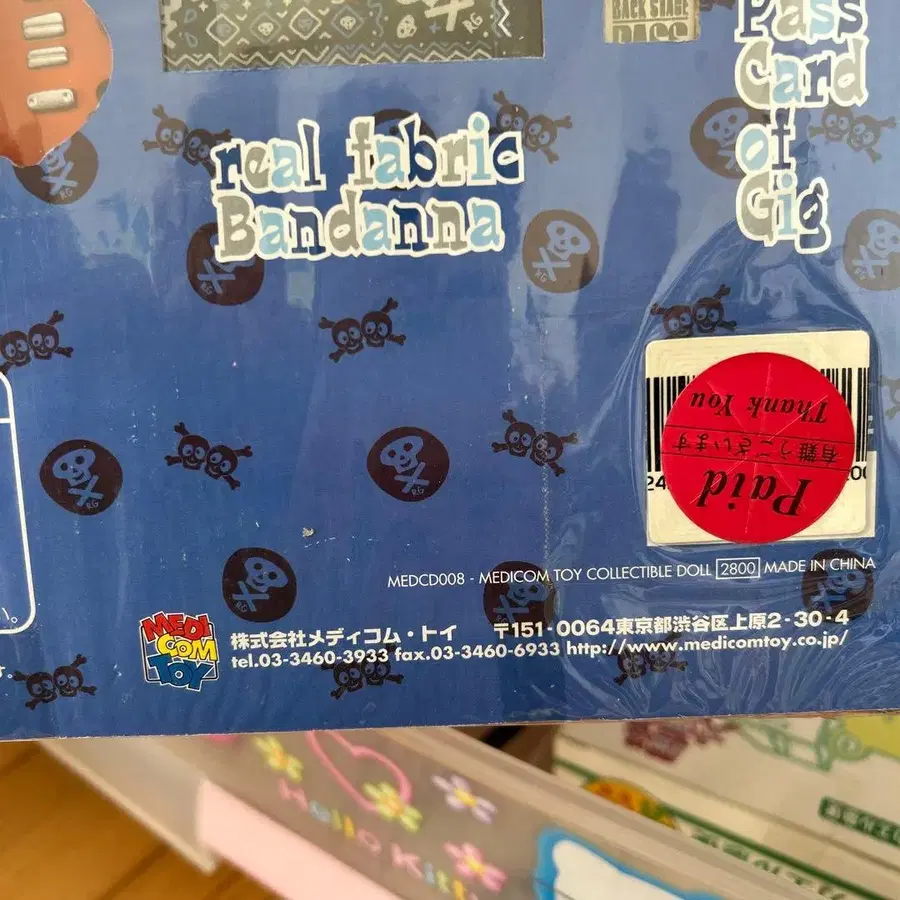 BACK STAGE
PASS
Pass
Card
of
Gig
real fabric
Bandanna
RG
Paid
有難うございます
Thank You
MEDCD008 - MEDICOM TOY COLLECTIBLE DOLL 2800 MADE IN CHINA
MEDI
COM
TOY
株式会社メディコム・トイ 〒151-0064東京都渋谷区上原2-30-4
tel.03-3460-3933 fax.03-3460-6933 http://www.medicomtoy.co.jp/
Hello Kitty